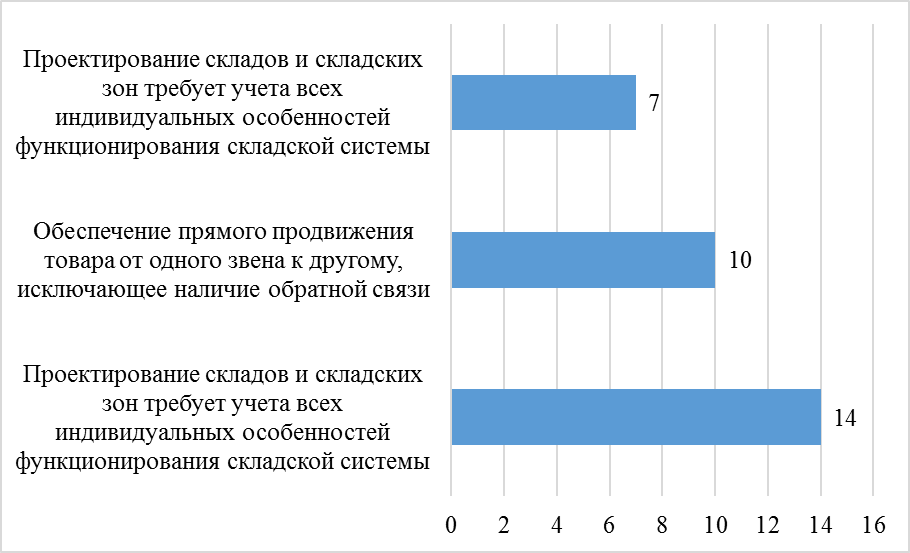 Проектирование складов и складских
зон требует учета всех
индивидуальных особенностей
функционирования складской системы
7
Обеспечение прямого продвижения
товара от одного звена к другому,
исключающее наличие обратной связи
10
Проектирование складов и складских
зон требует учета всех
индивидуальных особенностей
функционирования складской системы
14
0 2 4 6 8 10 12 14 16